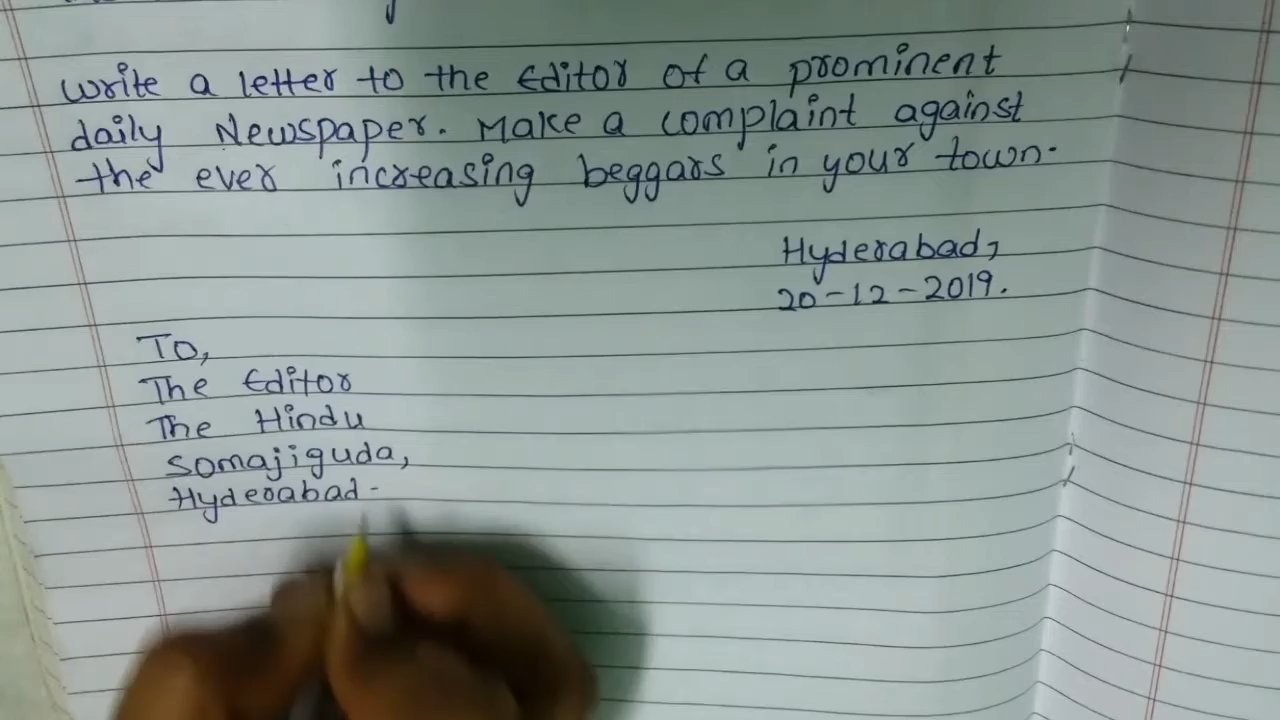 Write a letter to the Editor of a prominent
daily Newspaper. Make a complaint against
the ever increasing beggars in your town.
Hyderabad,
20-12-2019.
To,
The Editor
The Hindu
Somajiguda,
Hyderabad-